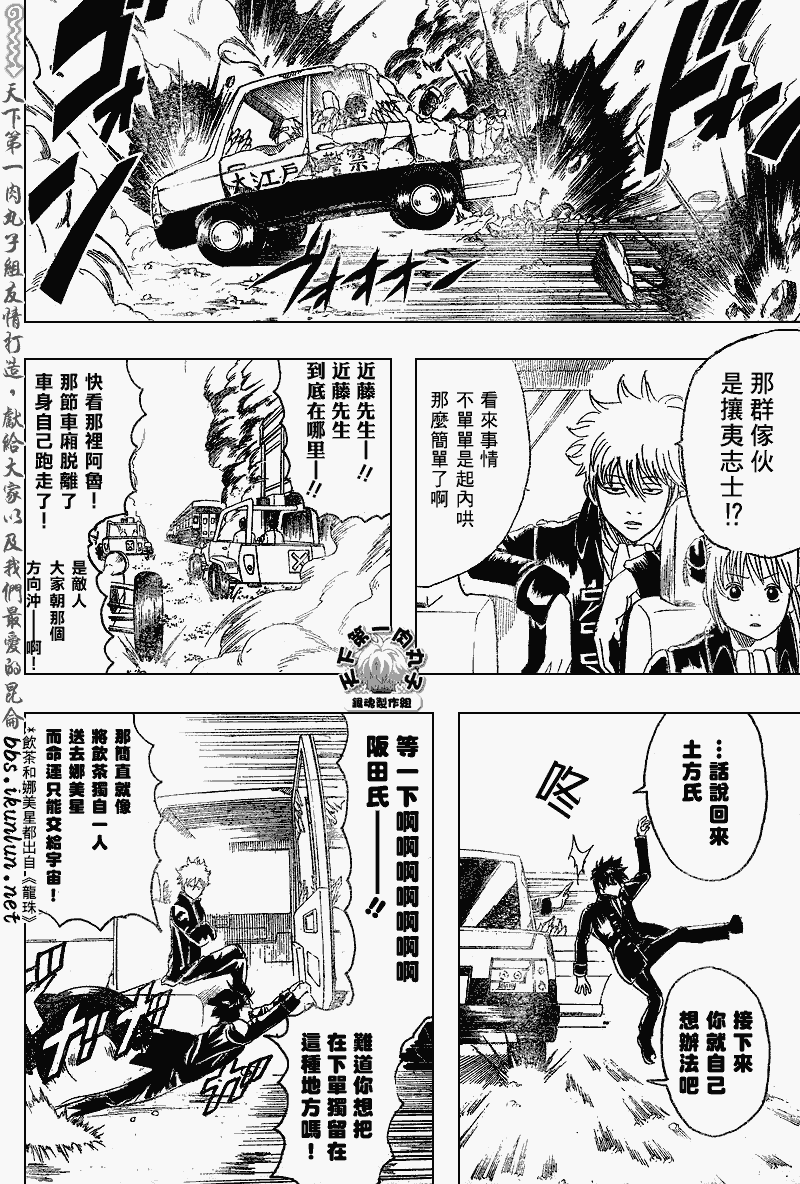 ゴォォ
大江戸警察
ブオオオオン
那群傢伙
是攘夷志士!?
看來事情
不單單是起內哄
那麼簡單了啊
近藤先生—!!
近藤先生
到底在哪里—!!
快看那裡阿魯!
那節車廂脫離了
車身自己跑走了!
是敵人
大家朝那個
方向沖——啊!
天下第一肉丸子
銀魂製作組
…話說回來
土方氏
咚
接下來
你就自己
想辦法吧
等一下啊啊啊啊啊啊啊
阪田氏——!!
難道你想把
在下單獨留在
這種地方嗎!
那簡直就像
將飲茶獨自一人
送去娜美星
而命運只能交給宇宙!
ガガガガ
*飲茶和娜美星都出自《龍珠》
天下第一肉丸子組友情打造，獻給大家以及我們最愛的昆侖
bbs.ikunlun.net